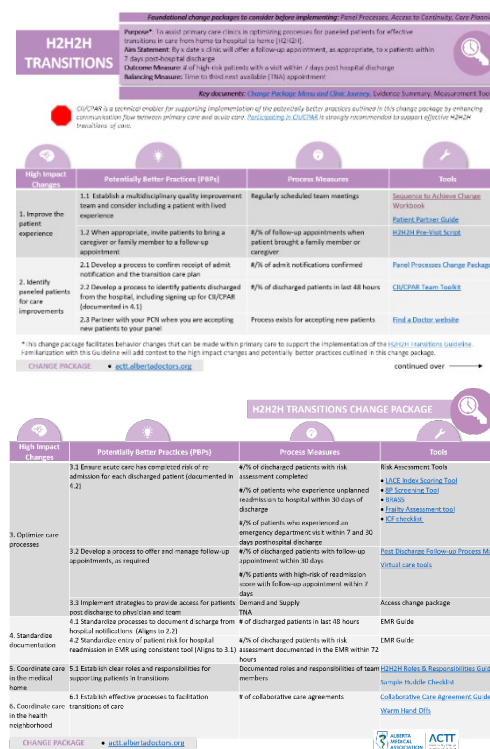 Foundational change packages to consider before implementing: Panel Processes, Access to Continuity, Care Planni
H2H2H
TRANSITIONS
Purpose*: To assist primary care clinics in optimizing processes for paneled patients for effective
transitions in care from home to hospital to home (H2H2H).
Aim Statement: By x date x clinic will offer a follow-up appointment, as appropriate, to x patients within
7 days post-hospital discharge
Outcome Measure: # of high-risk patients with a visit within 7 days post hospital discharge
Balancing Measure: Time to third next available (TNA) appointment
Key documents: Change Package Menu and Clinic Journey, Evidence Summary, Measurement Tool
CII/CPAR is a technical enabler for supporting implementation of the potentially better practices outlined in this change package by enhancing
communication flow between primary care and acute care. Participating in CII/CPAR is strongly recommended to support effective H2H2H
transitions of care.
High Impact
Changes
Potentially Better Practices (PBPs)
Process Measures
Tools
1. Improve the
patient
experience
1.1 Establish a multidisciplinary quality improvement
team and consider including a patient with lived
experience
Regularly scheduled team meetings
Sequence to Achieve Change
Workbook
Patient Partner Guide
1.2 When appropriate, invite patients to bring a
caregiver or family member to a follow-up
appointment
#/% of follow-up appointments when
patient brought a family member or
caregiver
H2H2H Pre-Visit Script
2. Identify
paneled patients
for care
improvements
2.1 Develop a process to confirm receipt of admit
notification and the transition care plan
#/% of admit notifications confirmed
Panel Processes Change Package
2.2 Develop a process to identify patients discharged
from the hospital, including signing up for CII/CPAR
(documented in 4.1)
#/% of discharged patients in last 48 hours
CII/CPAR Team Toolkit
2.3 Partner with your PCN when you are accepting
new patients to your panel
Process exists for accepting new patients
Find a Doctor website
*This change package facilitates behavior changes that can be made within primary care to support the implementation of the H2H2H Transitions Guideline.
Familiarization with this Guideline will add context to the high impact changes and potentially better practices outlined in this change package.
CHANGE PACKAGE • actt.albertadoctors.org
continued over
H2H2H TRANSITIONS CHANGE PACKAGE
High Impact
Changes
Potentially Better Practices (PBPs)
Process Measures
Tools
3. Optimize care
processes
3.1 Ensure acute care has completed risk of re-
admission for each discharged patient (documented in
4.2)
#/% of discharged patients with risk
assessment completed
#/% of patients who experience unplanned
readmission to hospital within 30 days of
discharge
#/% of patients who experienced an
emergency department visit within 7 and 30
days posthospital discharge
Risk Assessment Tools
• LACE Index Scoring Tool
• 8P Screening Tool
• BRASS
• Frailty Assessment tool
• ICF checklist
3.2 Develop a process to offer and manage follow-up
appointments, as required
#/% of discharged patients with follow-up
appointment within 30 days
#/% patients with high-risk of readmission
score with follow-up appointment within 7
days
Post Discharge Follow-up Process Ma
Virtual care tools
3.3 Implement strategies to provide access for patients
post discharge to physician and team
Demand and Supply
TNA
Access change package
4. Standardize
documentation
4.1 Standardize processes to document discharge from
hospital notifications (Aligns to 2.2)
# of discharged patients in last 48 hours
EMR Guide
4.2 Standardize entry of patient risk for hospital
readmission in EMR using consistent tool (Aligns to 3.1)
#/% of discharged patients with risk
assessment documented in the EMR within 72
hours
EMR Guide
5. Coordinate care
in the medical
home
5.1 Establish clear roles and responsibilities for
supporting patients in transitions
Documented roles and responsibilities of team
members
H2H2H Roles & Responsibilities Guid
Sample Huddle Checklist
6. Coordinate care
in the health
neighborhood
6.1 Establish effective processes to facilitation
transitions of care
# of collaborative care agreements
Collaborative Care Agreement Guide
Warm Hand Offs
CHANGE PACKAGE • actt.albertadoctors.org
ALBERTA
MEDICAL
ASSOCIATION
ACTT